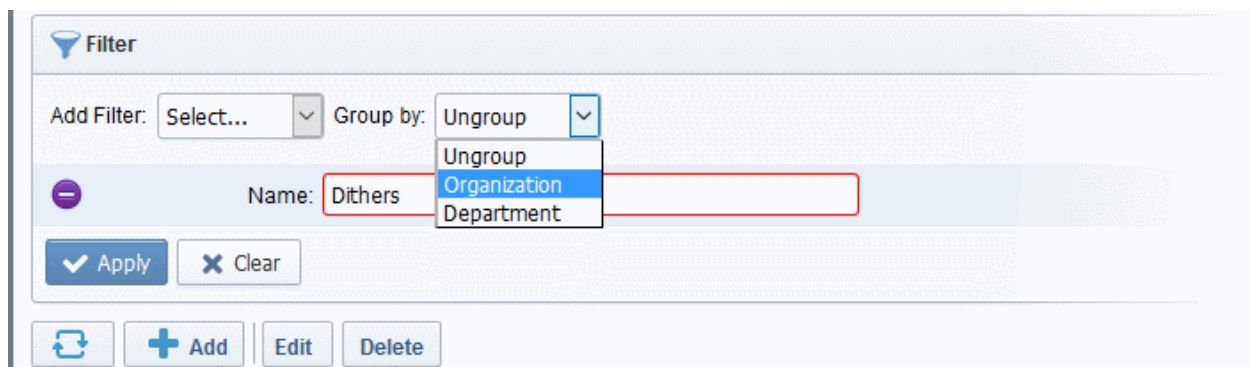 Filter
Add Filter: Select... Group by: Ungroup
Ungroup
Organization
Name: Dithers
Department
Apply Clear
Add Edit Delete